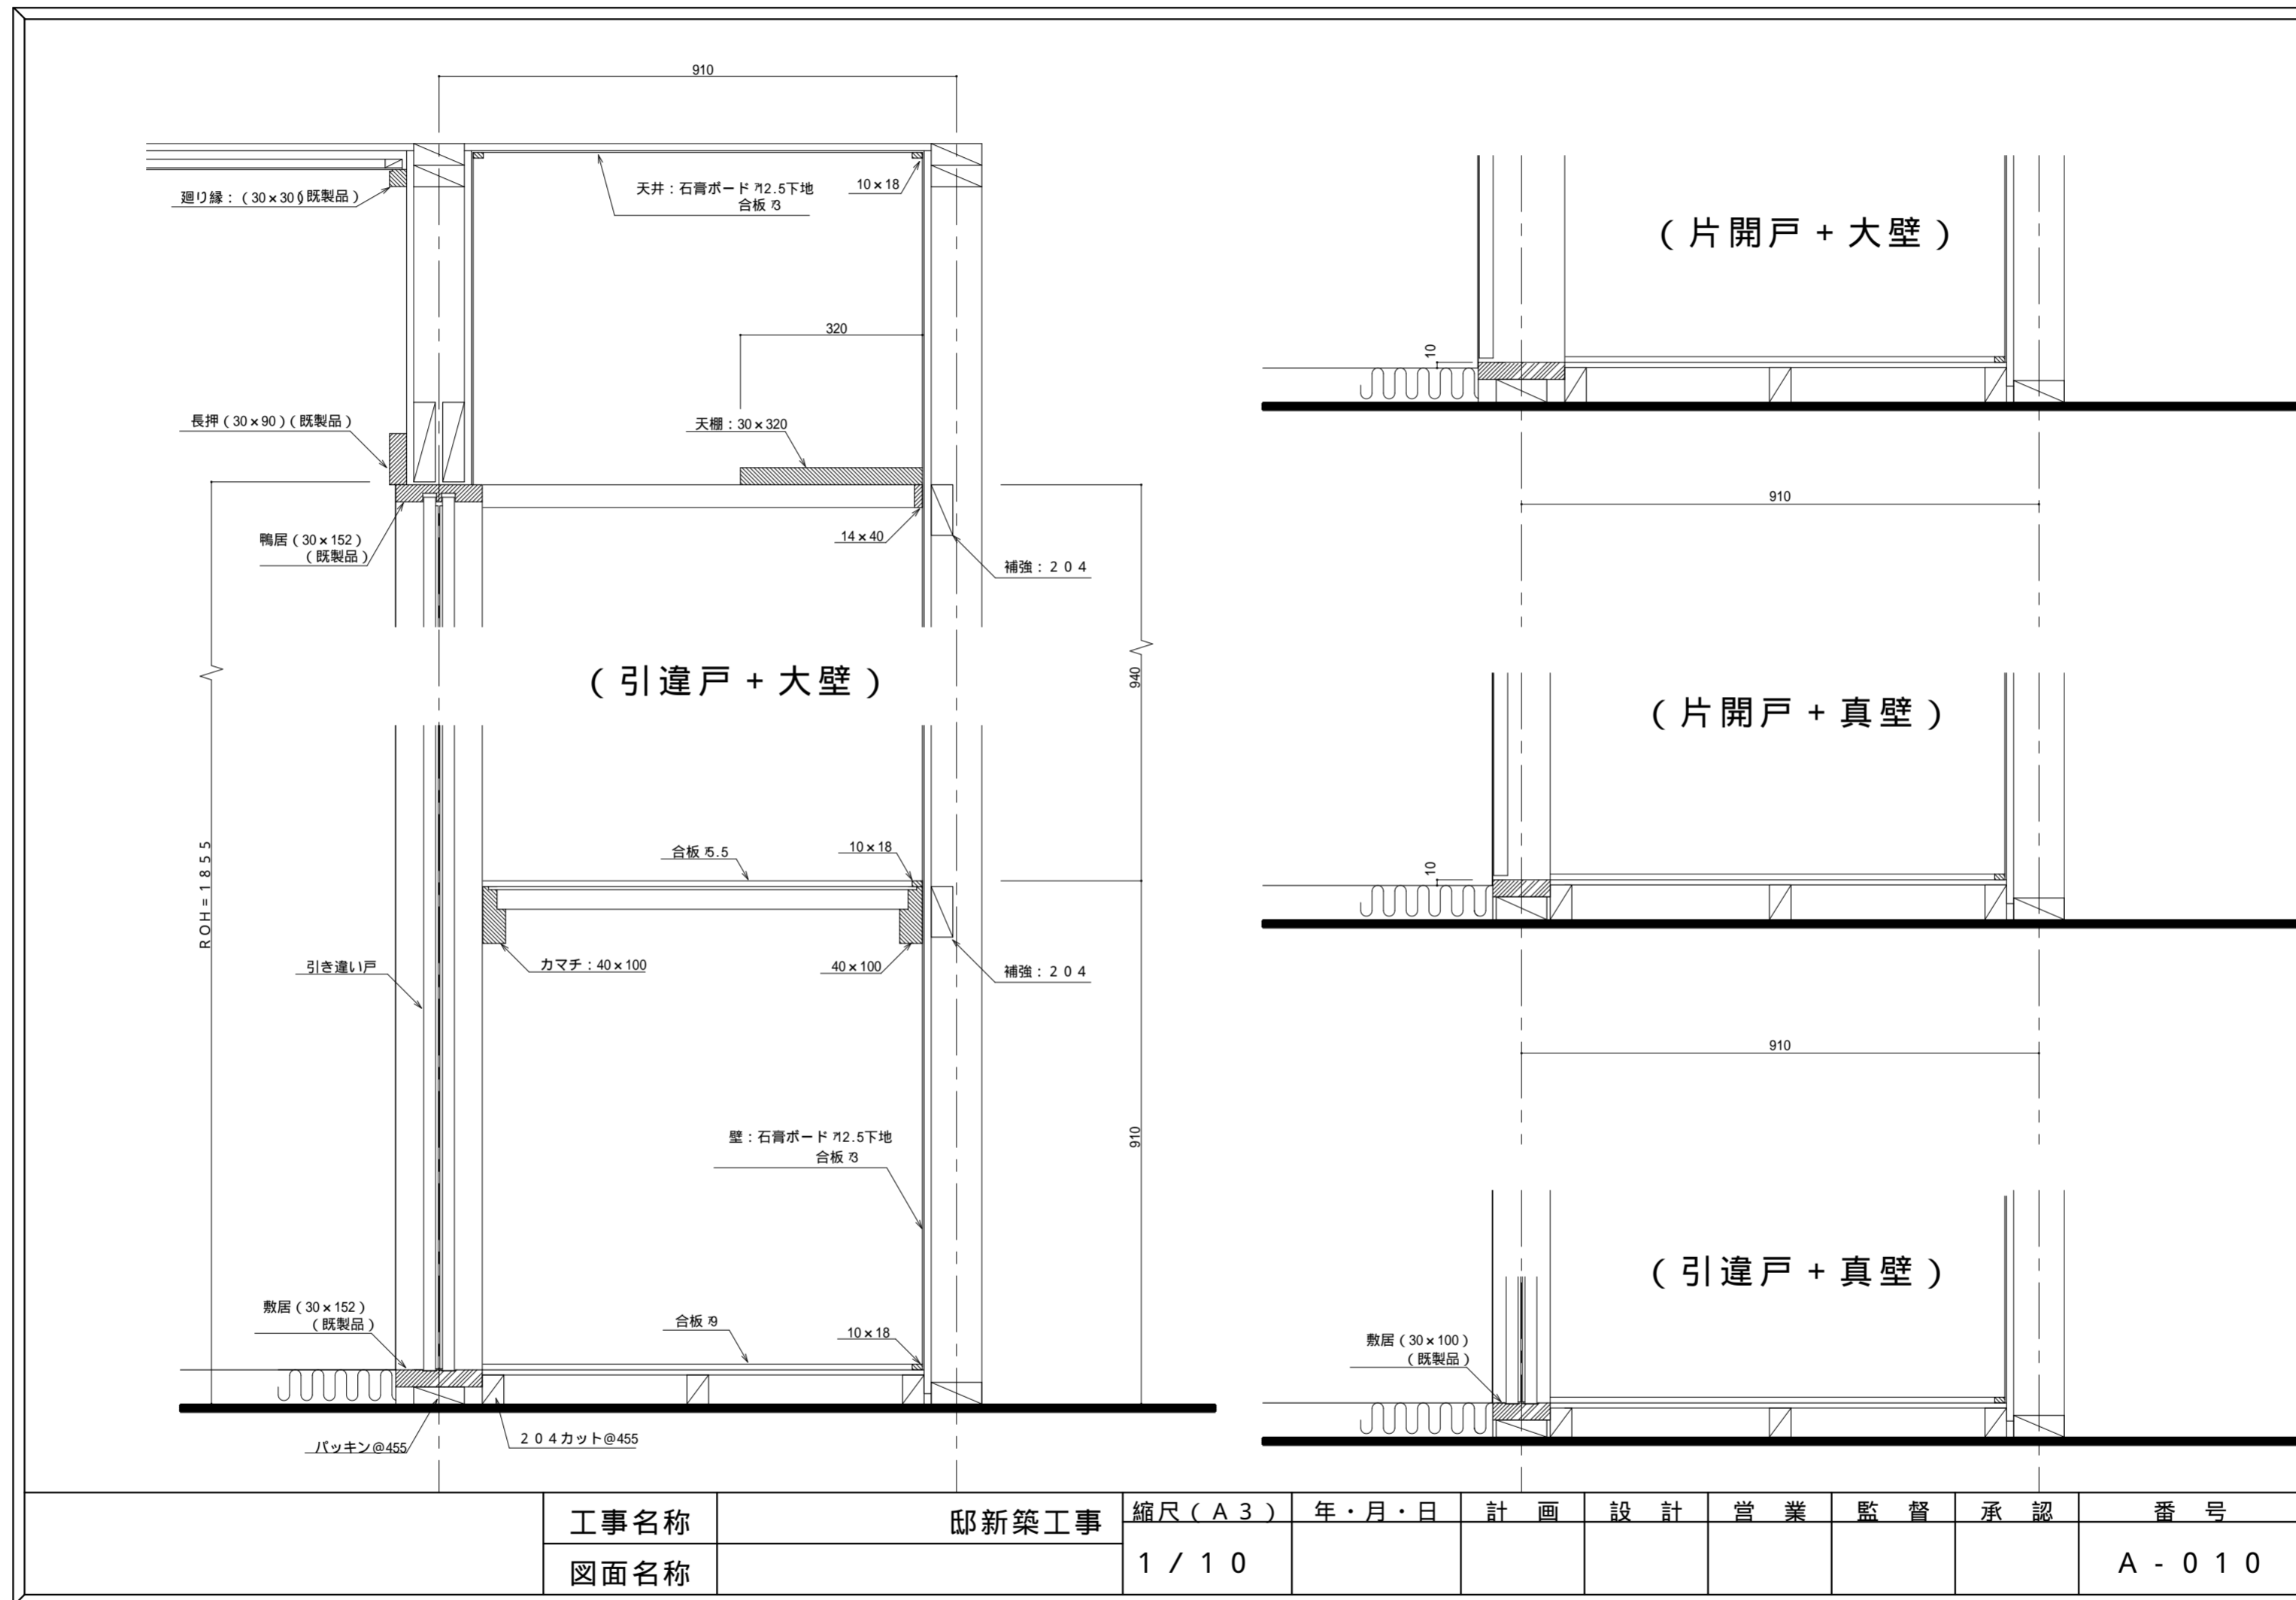 910
廻り縁：（30×30）（既製品）
天井：石膏ボード ｱ12.5下地
合板 ｱ3
10×18
320
長押（30×90）（既製品）
天棚：30×320
鴨居（30×152）
（既製品）
14×40
補強：２０４
（引違戸＋大壁）
940
ROH=1855
合板 ｱ5.5
10×18
カマチ：40×100
40×100
補強：２０４
引き違い戸
壁：石膏ボード ｱ12.5下地
合板 ｱ3
910
敷居（30×152）
（既製品）
合板 ｱ9
10×18
パッキン@455
２０４カット@455
（片開戸＋大壁）
10
910
（片開戸＋真壁）
10
910
（引違戸＋真壁）
敷居（30×100）
（既製品）
工事名称 邸新築工事
図面名称
縮尺（Ａ３） 年・月・日 計画 設計 営業 監督 承認 番号
１／１０ Ａ-０１０